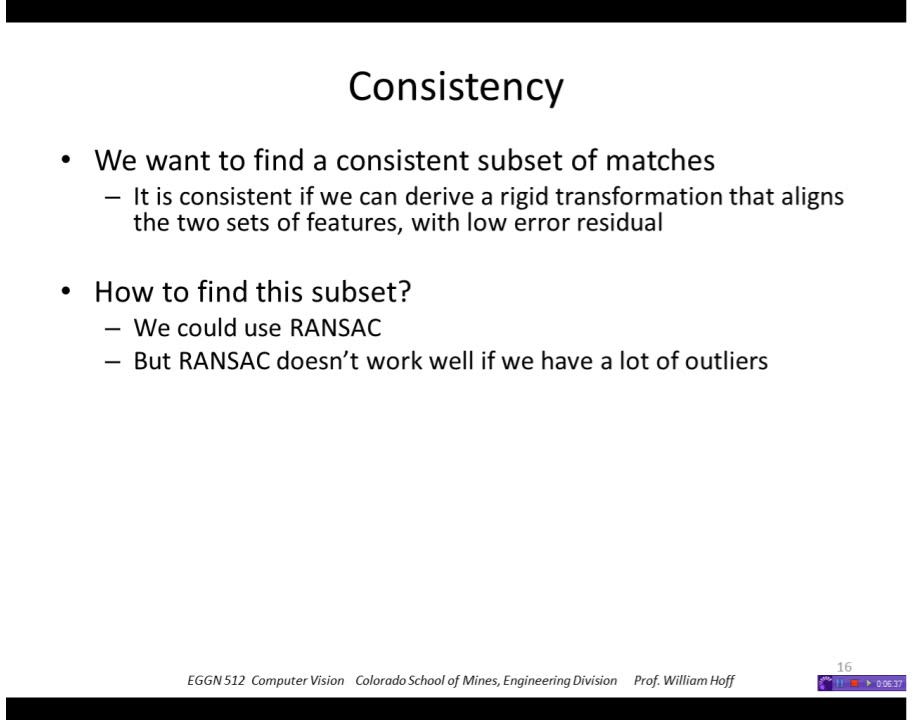 Consistency
• We want to find a consistent subset of matches
– It is consistent if we can derive a rigid transformation that aligns
the two sets of features, with low error residual
• How to find this subset?
– We could use RANSAC
– But RANSAC doesn’t work well if we have a lot of outliers
16
EGGN 512 Computer Vision Colorado School of Mines, Engineering Division Prof. William Hoff
0:06:37